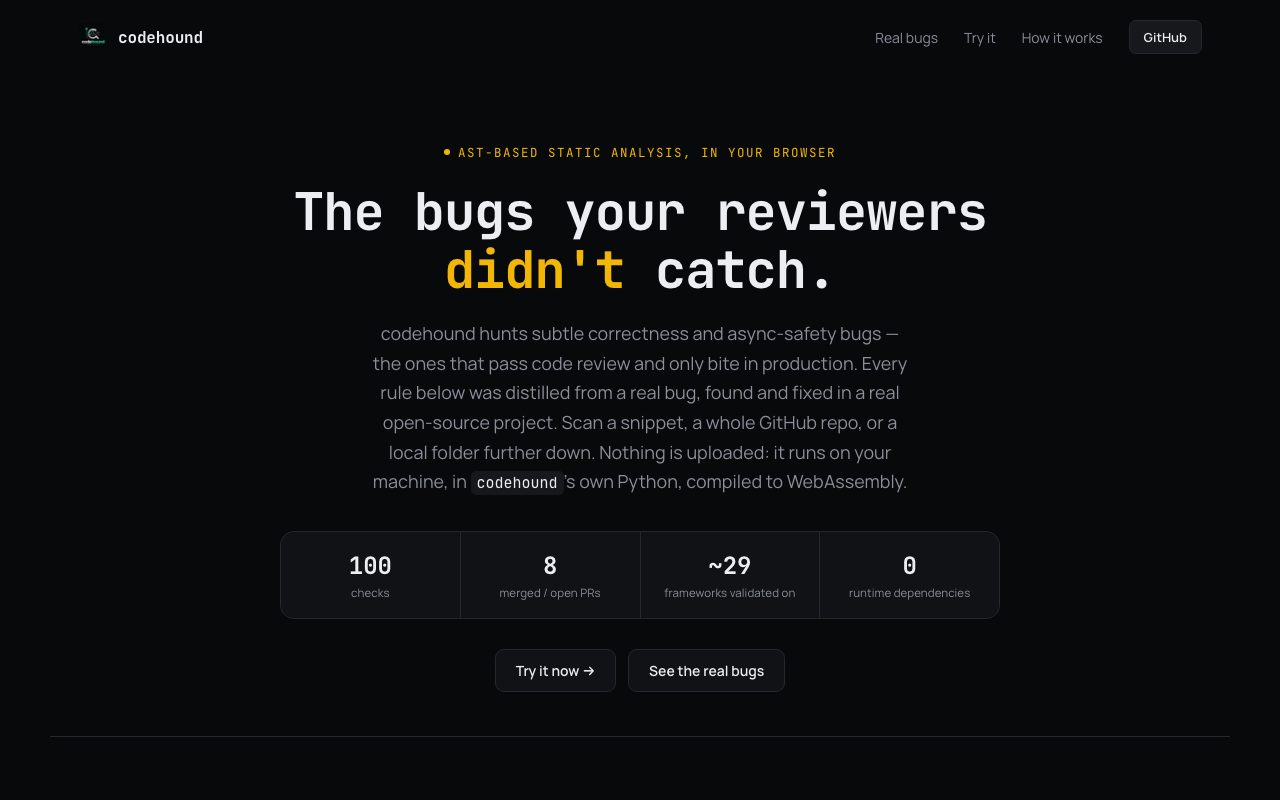 codehound
Real bugs
Try it
How it works
GitHub
AST-BASED STATIC ANALYSIS, IN YOUR BROWSER
The bugs your reviewers
didn't catch.
codehound hunts subtle correctness and async-safety bugs —
the ones that pass code review and only bite in production. Every
rule below was distilled from a real bug, found and fixed in a real
open-source project. Scan a snippet, a whole GitHub repo, or a
local folder further down. Nothing is uploaded: it runs on your
machine, in codehound's own Python, compiled to WebAssembly.
100
checks
8
merged / open PRs
~29
frameworks validated on
0
runtime dependencies
Try it now →
See the real bugs